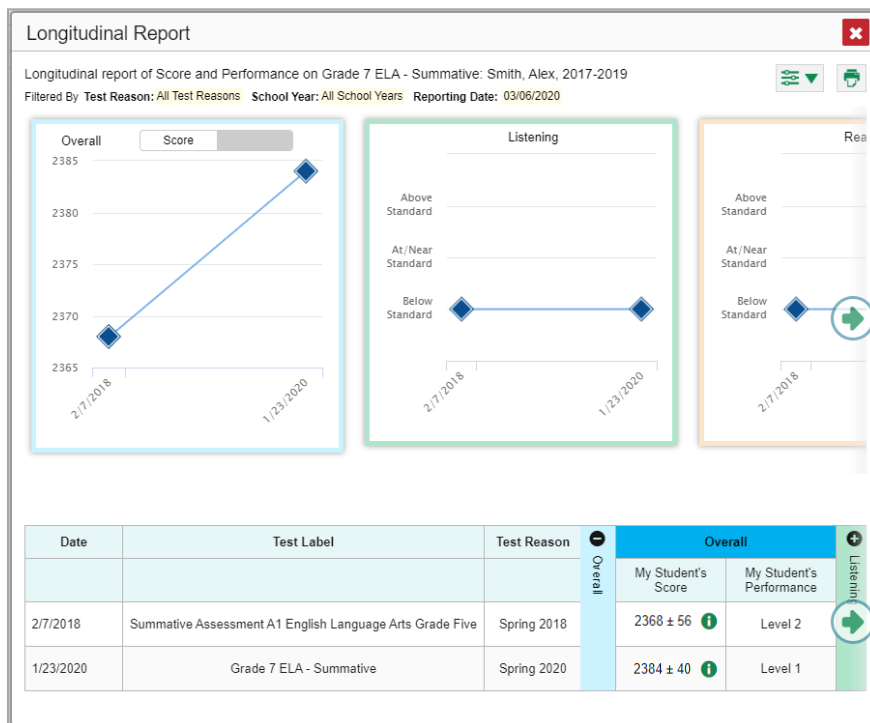 Longitudinal Report
Longitudinal report of Score and Performance on Grade 7 ELA - Summative: Smith, Alex, 2017-2019
Filtered By Test Reason: All Test Reasons School Year: All School Years Reporting Date: 03/06/2020
Overall Score
2385
2380
2375
2370
2365
2/7/2018 1/23/2020
Listening
Above
Standard
At/Near
Standard
Below
Standard
2/7/2018 1/23/2020
Rea
Above
Standard
At/Near
Standard
Below
Standard
2/7/2018
Date Test Label Test Reason Overall Overall Listening
My Student's
Score
My Student's
Performance
2/7/2018 Summative Assessment A1 English Language Arts Grade Five Spring 2018 2368 ± 56 Level 2
1/23/2020 Grade 7 ELA - Summative Spring 2020 2384 ± 40 Level 1